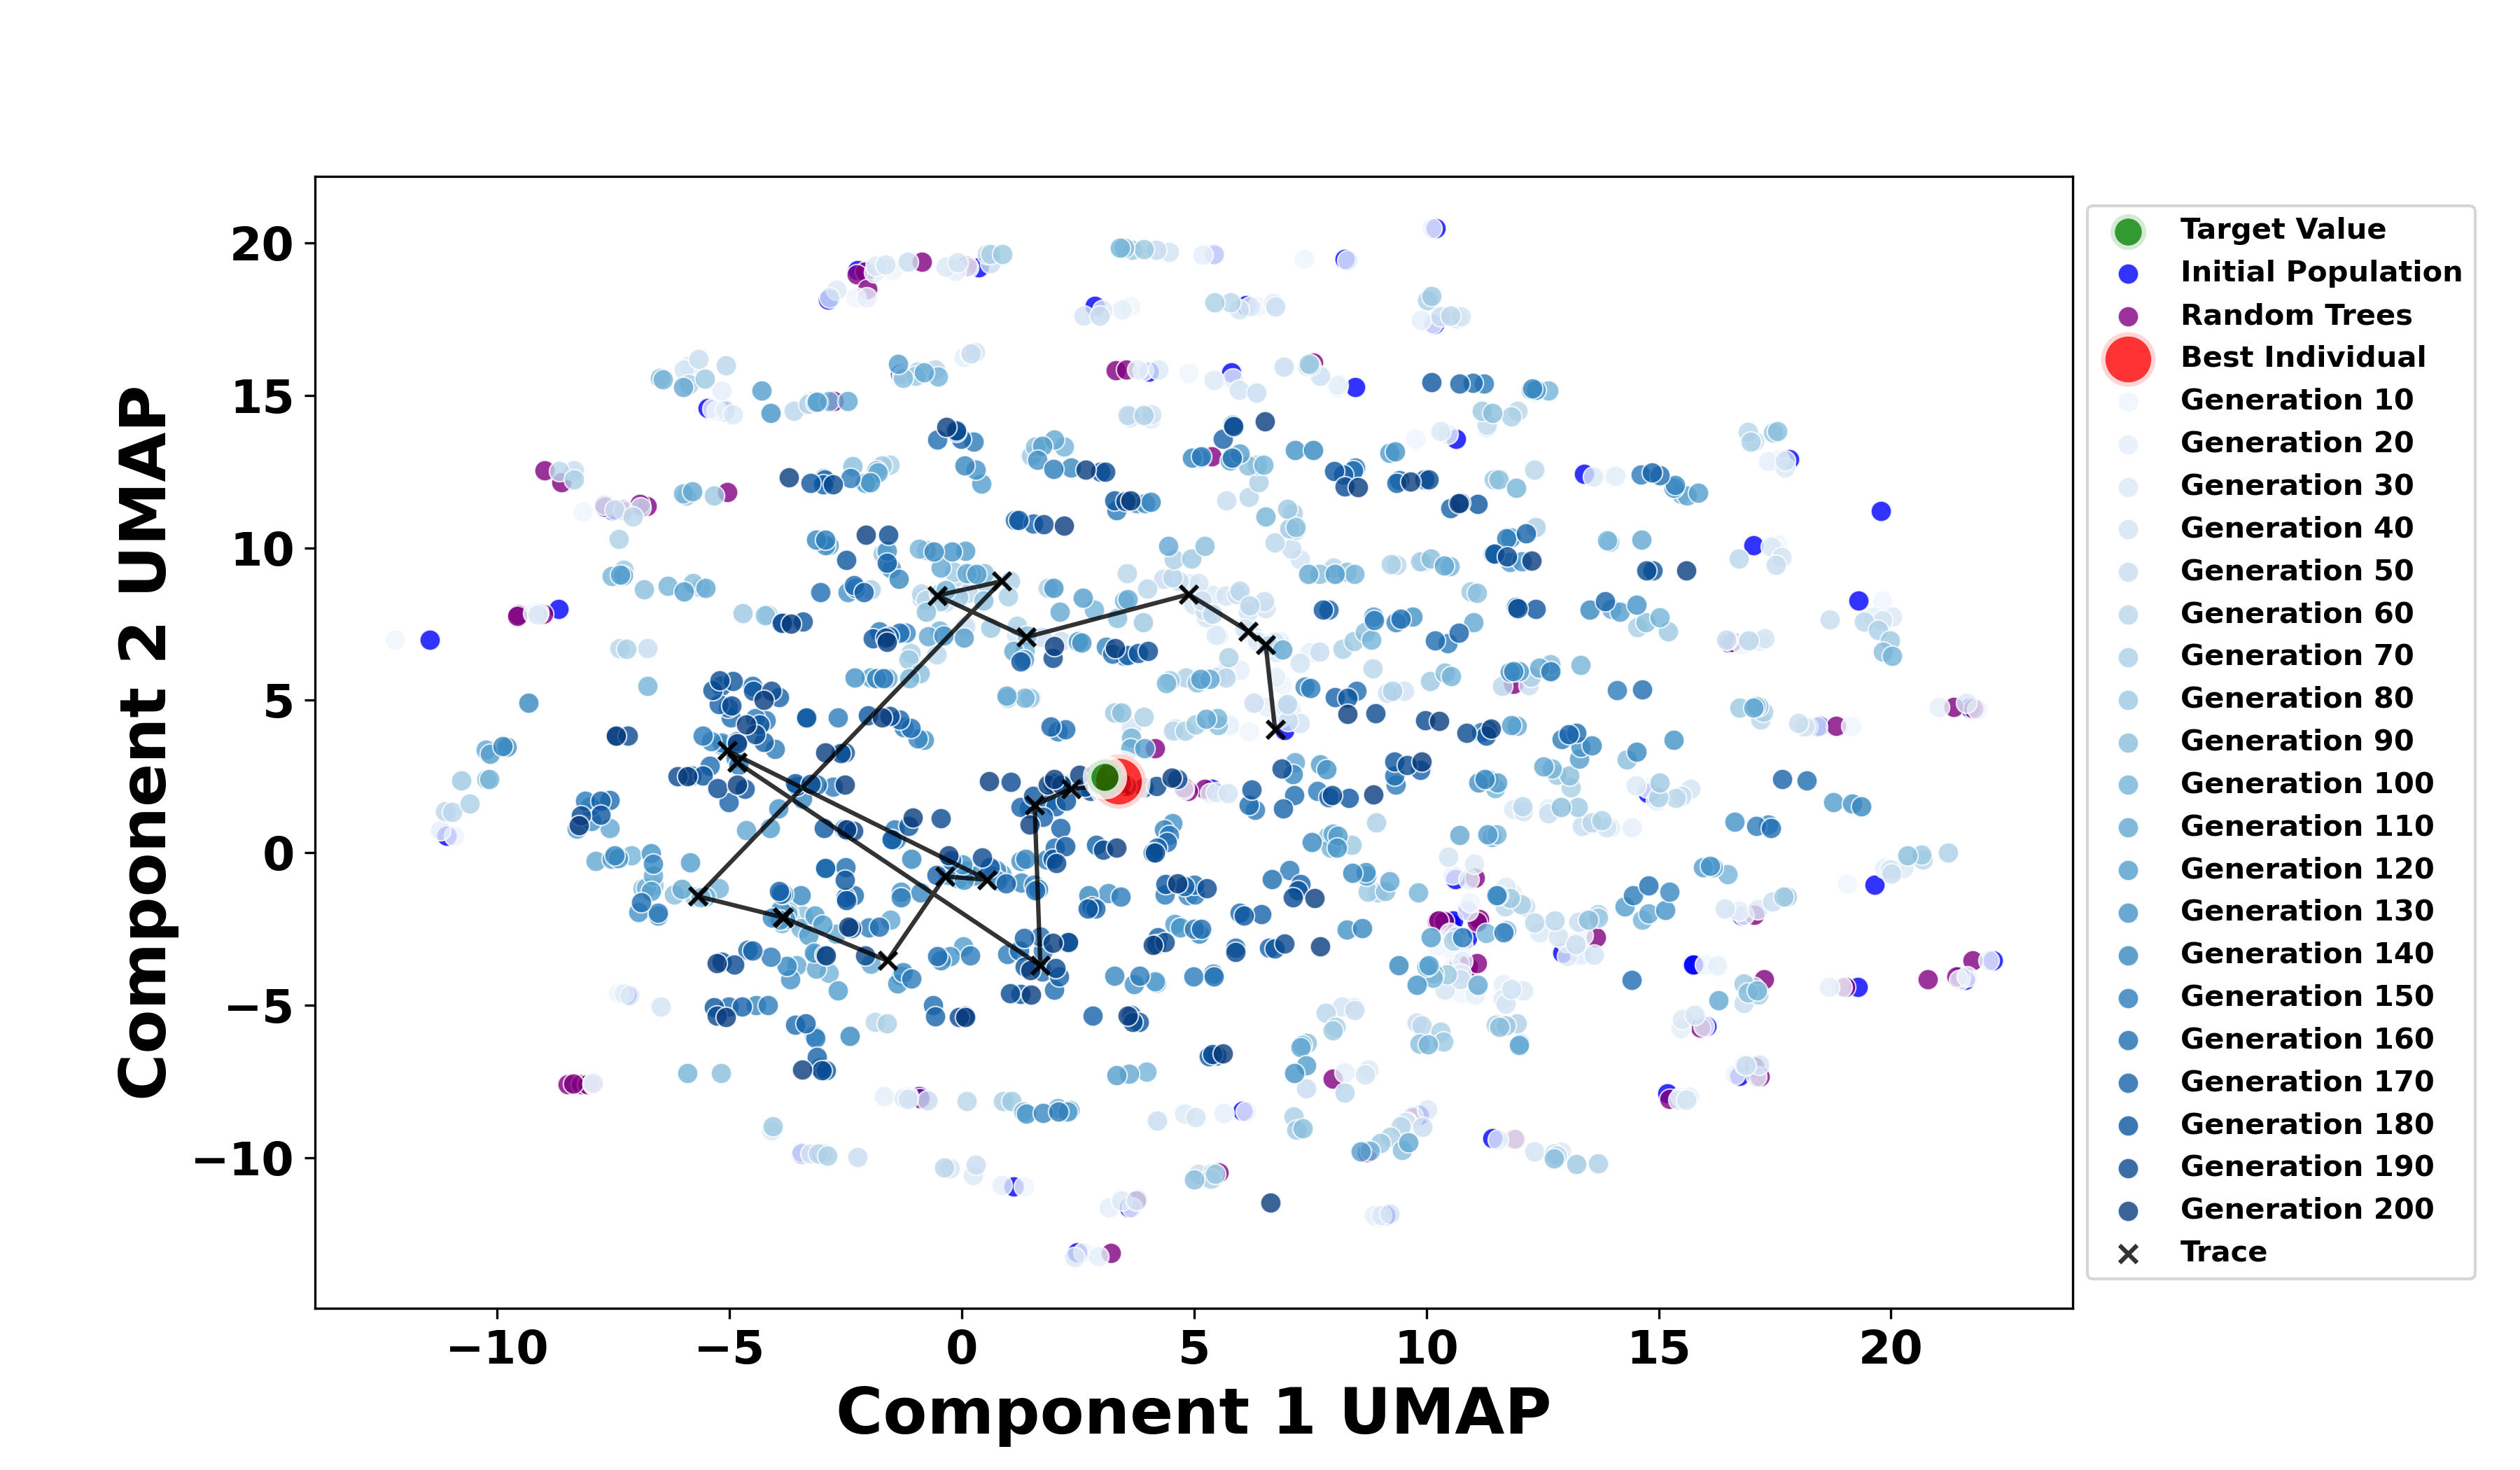 20
15
10
5
0
−5
−10
Component 2 UMAP
−10
−5
0
5
10
15
20
Component 1 UMAP
Target Value
Initial Population
Random Trees
Best Individual
Generation 10
Generation 20
Generation 30
Generation 40
Generation 50
Generation 60
Generation 70
Generation 80
Generation 90
Generation 100
Generation 110
Generation 120
Generation 130
Generation 140
Generation 150
Generation 160
Generation 170
Generation 180
Generation 190
Generation 200
Trace